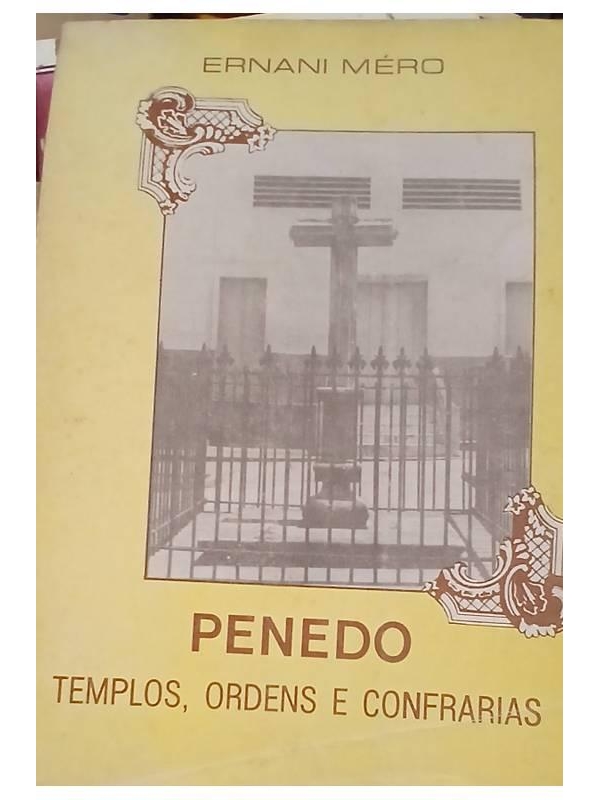 ERNANI MÉRO
PENEDO
TEMPLOS, ORDENS E CONFRARIAS